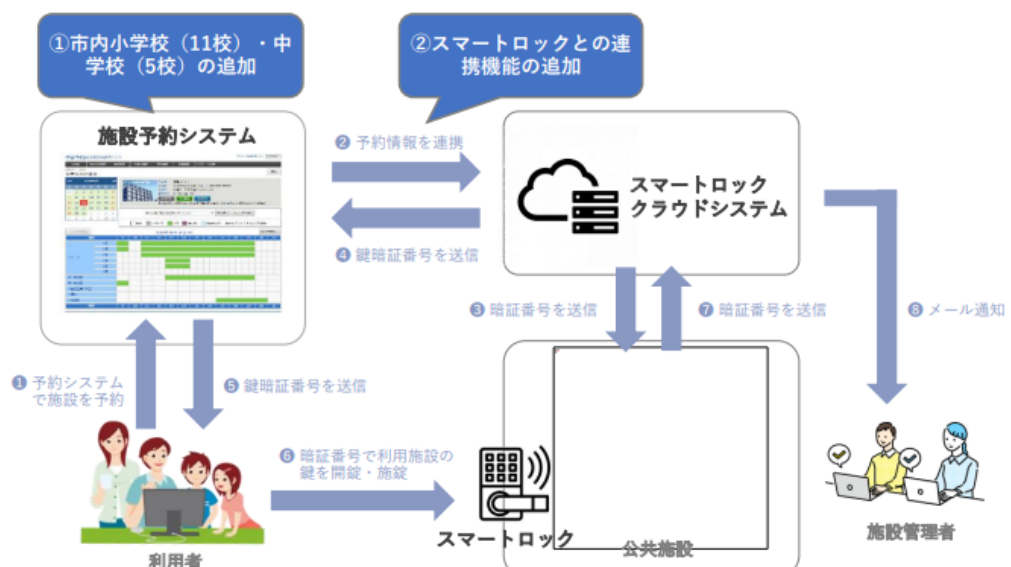 ①市内小学校（11校）・中
学校（5校）の追加
②スマートロックとの連
携機能の追加
施設予約システム
❷ 予約情報を連携
スマートロック
クラウドシステム
❹ 鍵暗証番号を送信
❸ 暗証番号を送信
❼ 暗証番号を送信
❽ メール通知
❶ 予約システム
で施設を予約
❺ 鍵暗証番号を送信
❻ 暗証番号で利用施設の
鍵を開錠・施錠
スマートロック
公共施設
施設管理者
利用者